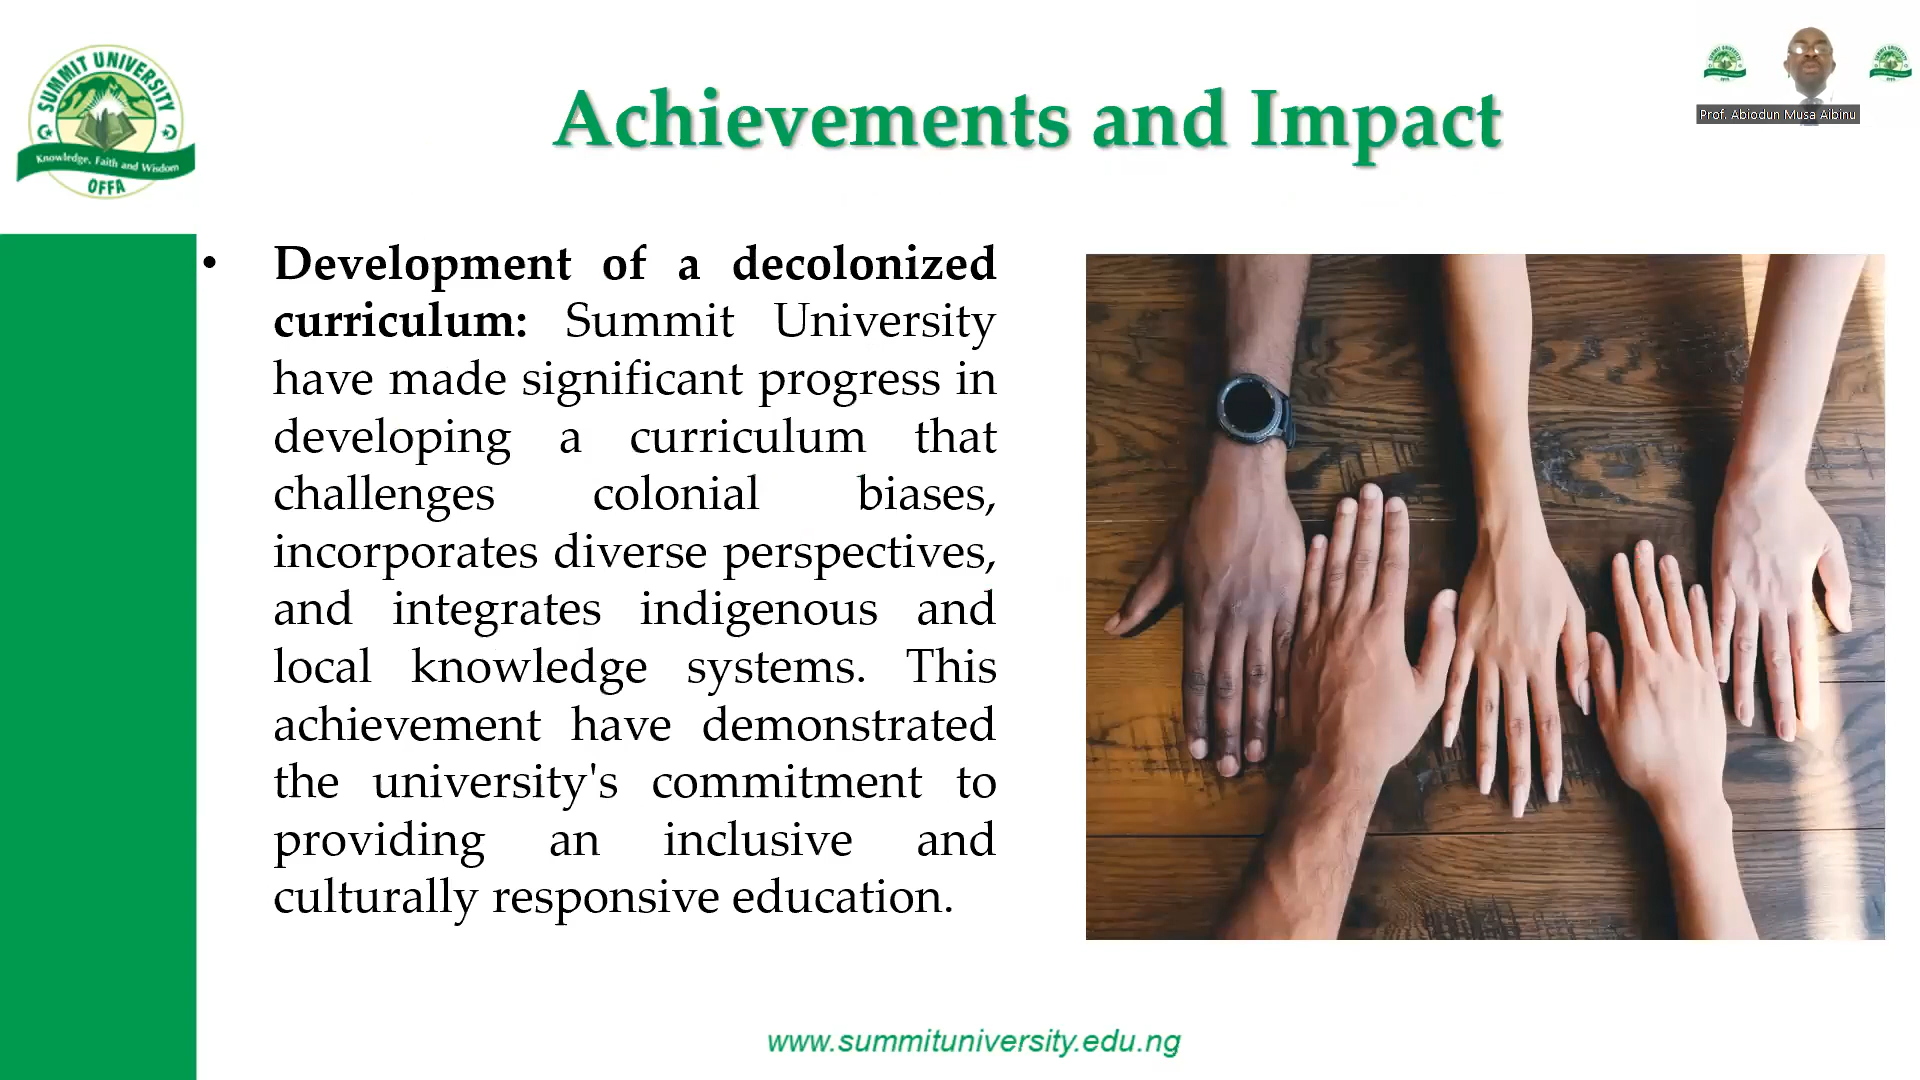 SUMMIT UNIVERSITY
Knowledge, Faith and Wisdom
OFFA
Achievements and Impact
Prof. Abiodun Musa Aibinu
• Development of a decolonized
curriculum: Summit University
have made significant progress in
developing a curriculum that
challenges colonial biases,
incorporates diverse perspectives,
and integrates indigenous and
local knowledge systems. This
achievement have demonstrated
the university's commitment to
providing an inclusive and
culturally responsive education.
www.summituniversity.edu.ng